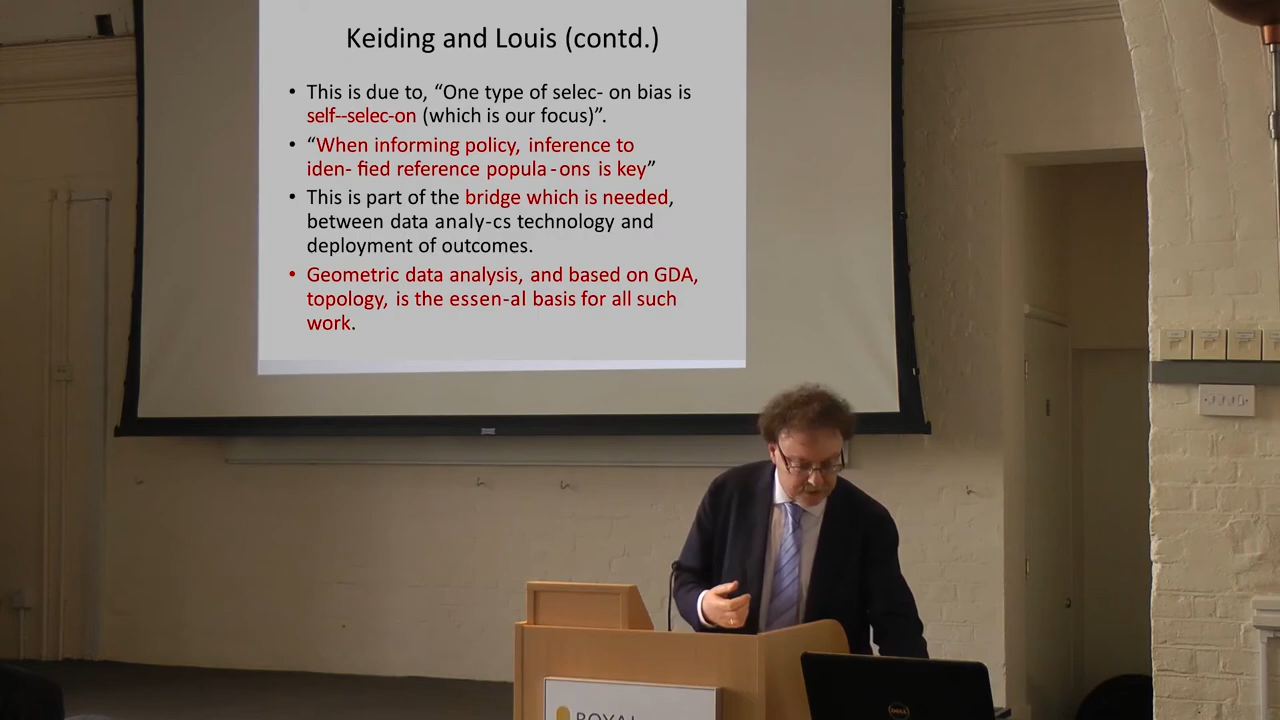 Keiding and Louis (contd.)
• This is due to, “One type of selec- on bias is
self--selec-on (which is our focus)”.
• “When informing policy, inference to
iden- fied reference popula -ons is key”
• This is part of the bridge which is needed,
between data analy-cs technology and
deployment of outcomes.
• Geometric data analysis, and based on GDA,
topology, is the essen-al basis for all such
work.
ROYAL
DELL